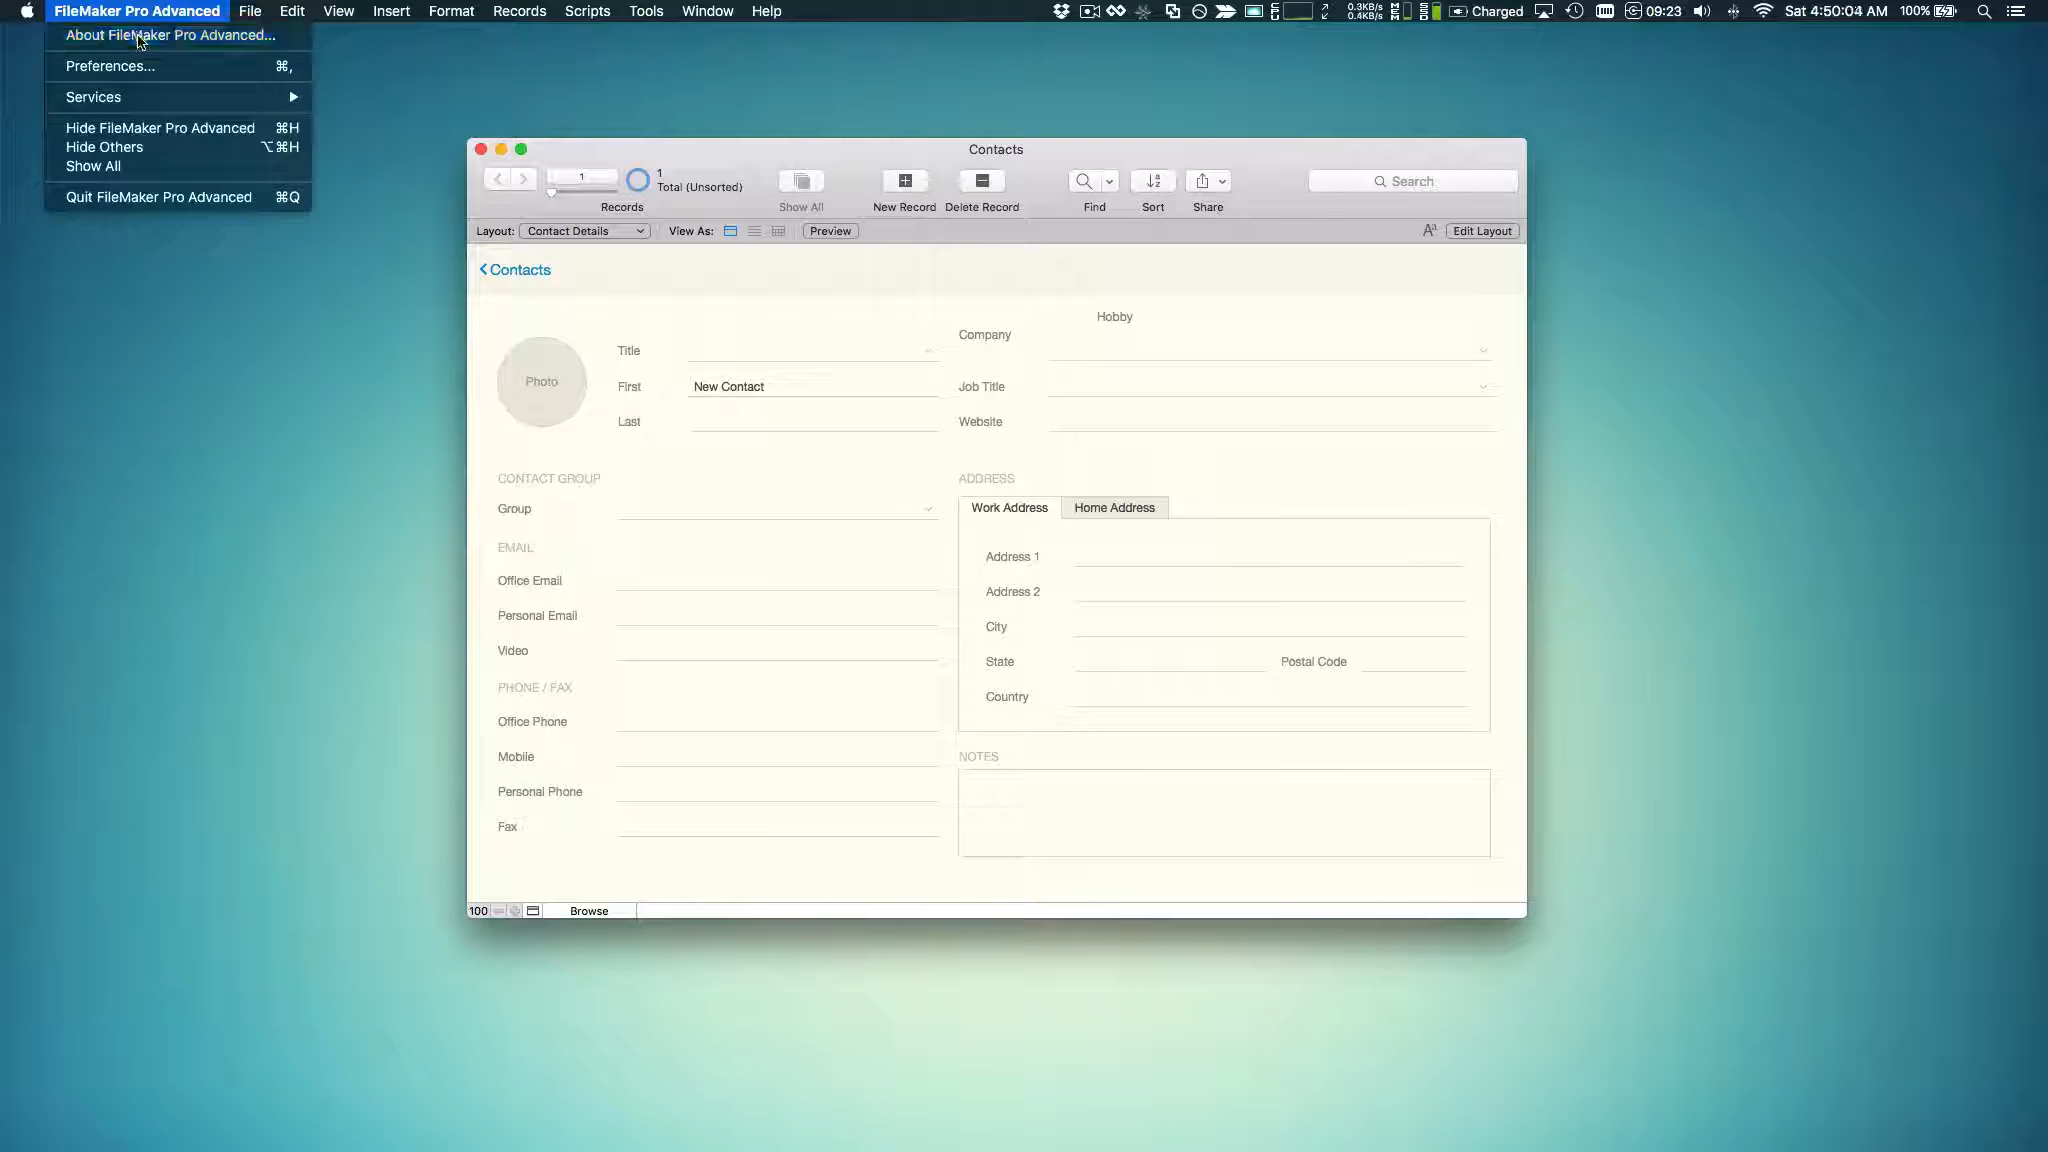 FileMaker Pro Advanced File Edit View Insert Format Records Scripts Tools Window Help
0.3KB/s
0.4KB/s
Charged 09:23 Sat 4:50:04 AM 100%
About FileMaker Pro Advanced...
Preferences... ⌘,
Services
Hide FileMaker Pro Advanced ⌘H
Hide Others ⌥⌘H
Show All
Quit FileMaker Pro Advanced ⌘Q
Contacts
1
1
Total (Unsorted)
Search
Records Show All New Record Delete Record Find Sort Share
Layout: Contact Details View As: Preview Edit Layout
Contacts
Hobby
Photo
Title
First New Contact
Last
Company
Job Title
Website
CONTACT GROUP
Group
EMAIL
Office Email
Personal Email
Video
PHONE / FAX
Office Phone
Mobile
Personal Phone
Fax
ADDRESS
Work Address Home Address
Address 1
Address 2
City
State Postal Code
Country
NOTES
100 Browse